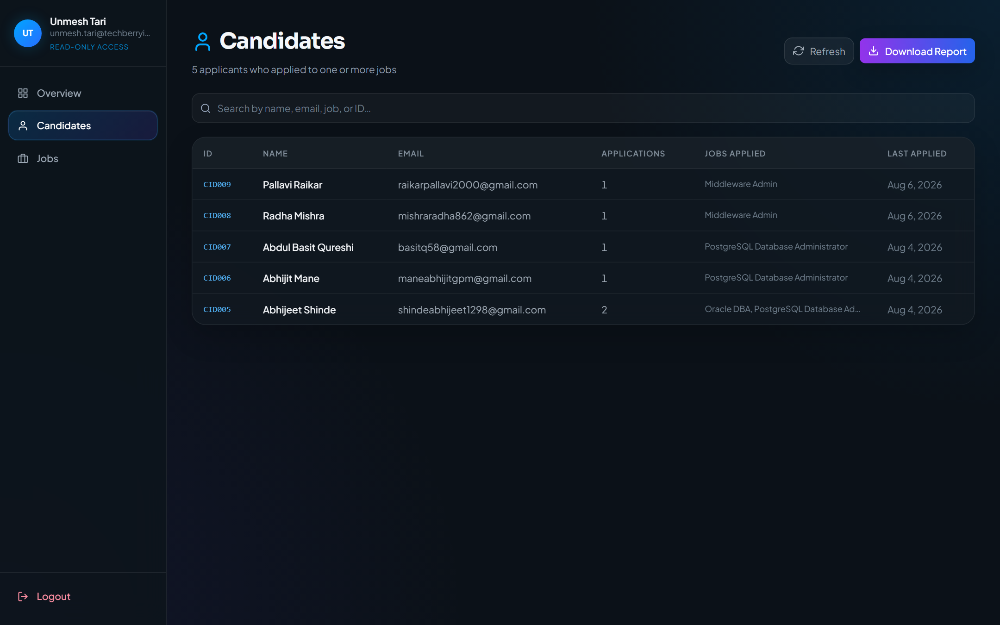 UT
Unmesh Tari
unmesh.tari@techberryi...
READ-ONLY ACCESS
Overview
Candidates
Jobs
Logout
Candidates
5 applicants who applied to one or more jobs
Refresh
Download Report
Search by name, email, job, or ID...
ID NAME EMAIL APPLICATIONS JOBS APPLIED LAST APPLIED
CID009 Pallavi Raikar raikarpallavi2000@gmail.com 1 Middleware Admin Aug 6, 2026
CID008 Radha Mishra mishraradha862@gmail.com 1 Middleware Admin Aug 6, 2026
CID007 Abdul Basit Qureshi basitq58@gmail.com 1 PostgreSQL Database Administrator Aug 4, 2026
CID006 Abhijit Mane maneabhijitgpm@gmail.com 1 PostgreSQL Database Administrator Aug 4, 2026
CID005 Abhijeet Shinde shindeabhijeet1298@gmail.com 2 Oracle DBA, PostgreSQL Database Ad... Aug 4, 2026